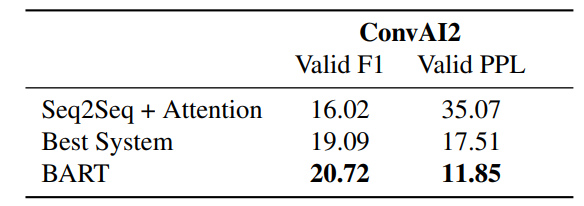 ConvAI2
Valid F1 Valid PPL
Seq2Seq + Attention 16.02 35.07
Best System 19.09 17.51
BART 20.72 11.85